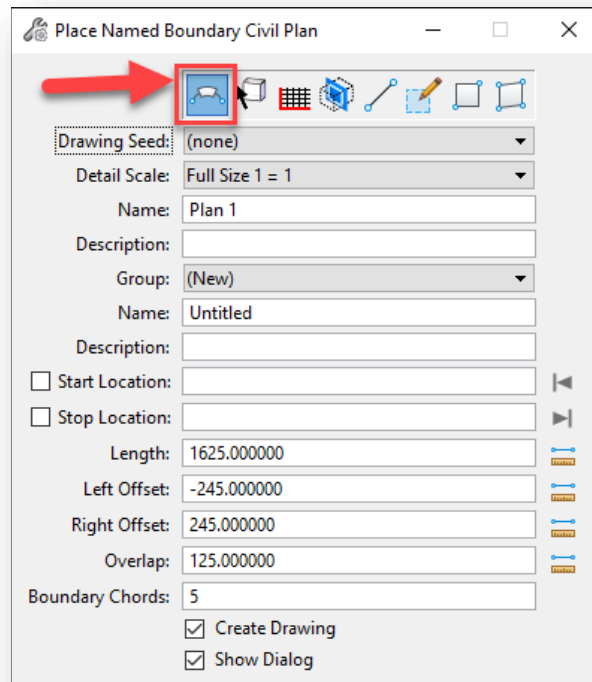 Place Named Boundary Civil Plan
Drawing Seed: (none)
Detail Scale: Full Size 1 = 1
Name: Plan 1
Description:
Group: (New)
Name: Untitled
Description:
Start Location:
Stop Location:
Length: 1625.000000
Left Offset: -245.000000
Right Offset: 245.000000
Overlap: 125.000000
Boundary Chords: 5
Create Drawing
Show Dialog